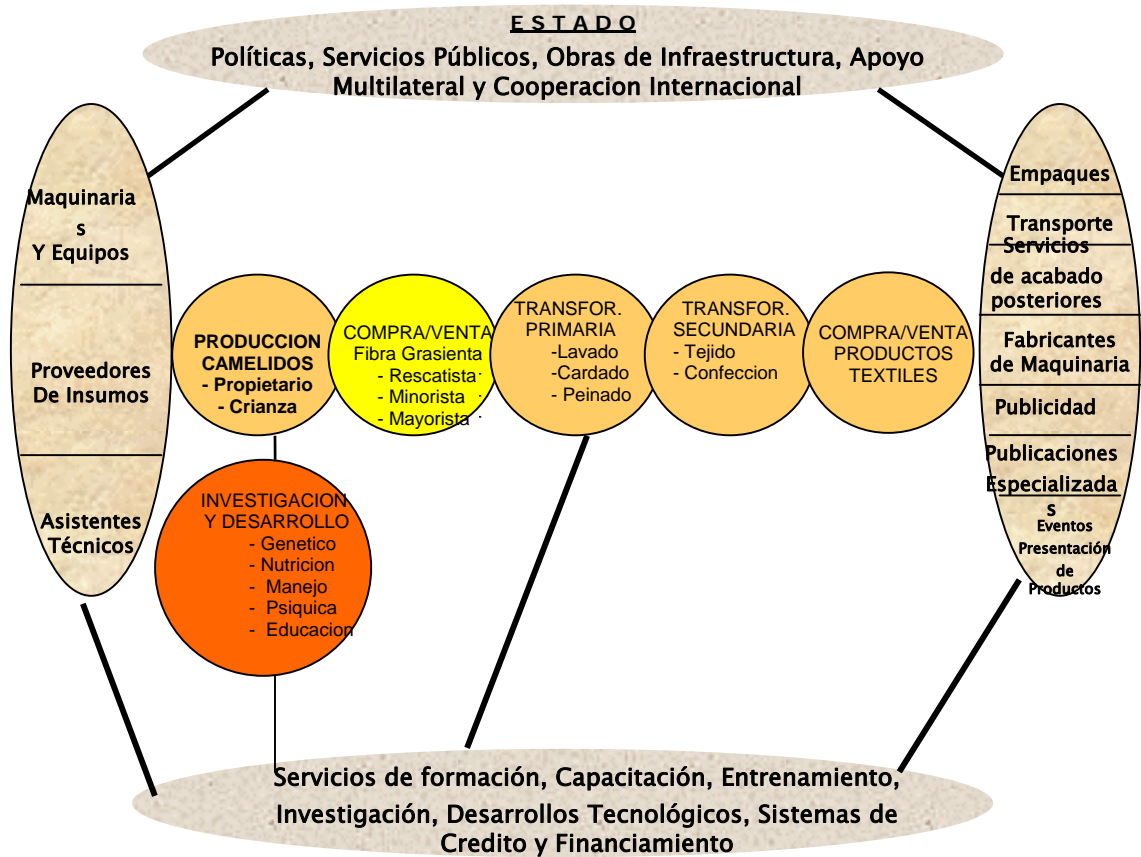 E S T A D O
Políticas, Servicios Públicos, Obras de Infraestructura, Apoyo
Multilateral y Cooperacion Internacional
Maquinaria
s
Y Equipos
Proveedores
De Insumos
Asistentes
Técnicos
PRODUCCION
CAMELIDOS
- Propietario
- Crianza
COMPRA/VENTA
Fibra Grasienta
- Rescatista
- Minorista
- Mayorista
TRANSFOR.
PRIMARIA
-Lavado
-Cardado
- Peinado
TRANSFOR.
SECUNDARIA
- Tejido
- Confeccion
COMPRA/VENTA
PRODUCTOS
TEXTILES
INVESTIGACION
Y DESARROLLO
- Genetico
- Nutricion
- Manejo
- Psiquica
- Educacion
Empaques
Transporte
Servicios
de acabado
posteriores
Fabricantes
de Maquinaria
Publicidad
Publicaciones
Especializada
s
Eventos
Presentación
de
Productos
Servicios de formación, Capacitación, Entrenamiento,
Investigación, Desarrollos Tecnológicos, Sistemas de
Credito y Financiamiento